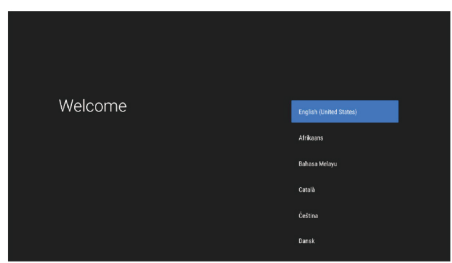 Welcome
English (United States)
Afrikaans
Bahasa Melayu
Català
Čeština
Dansk